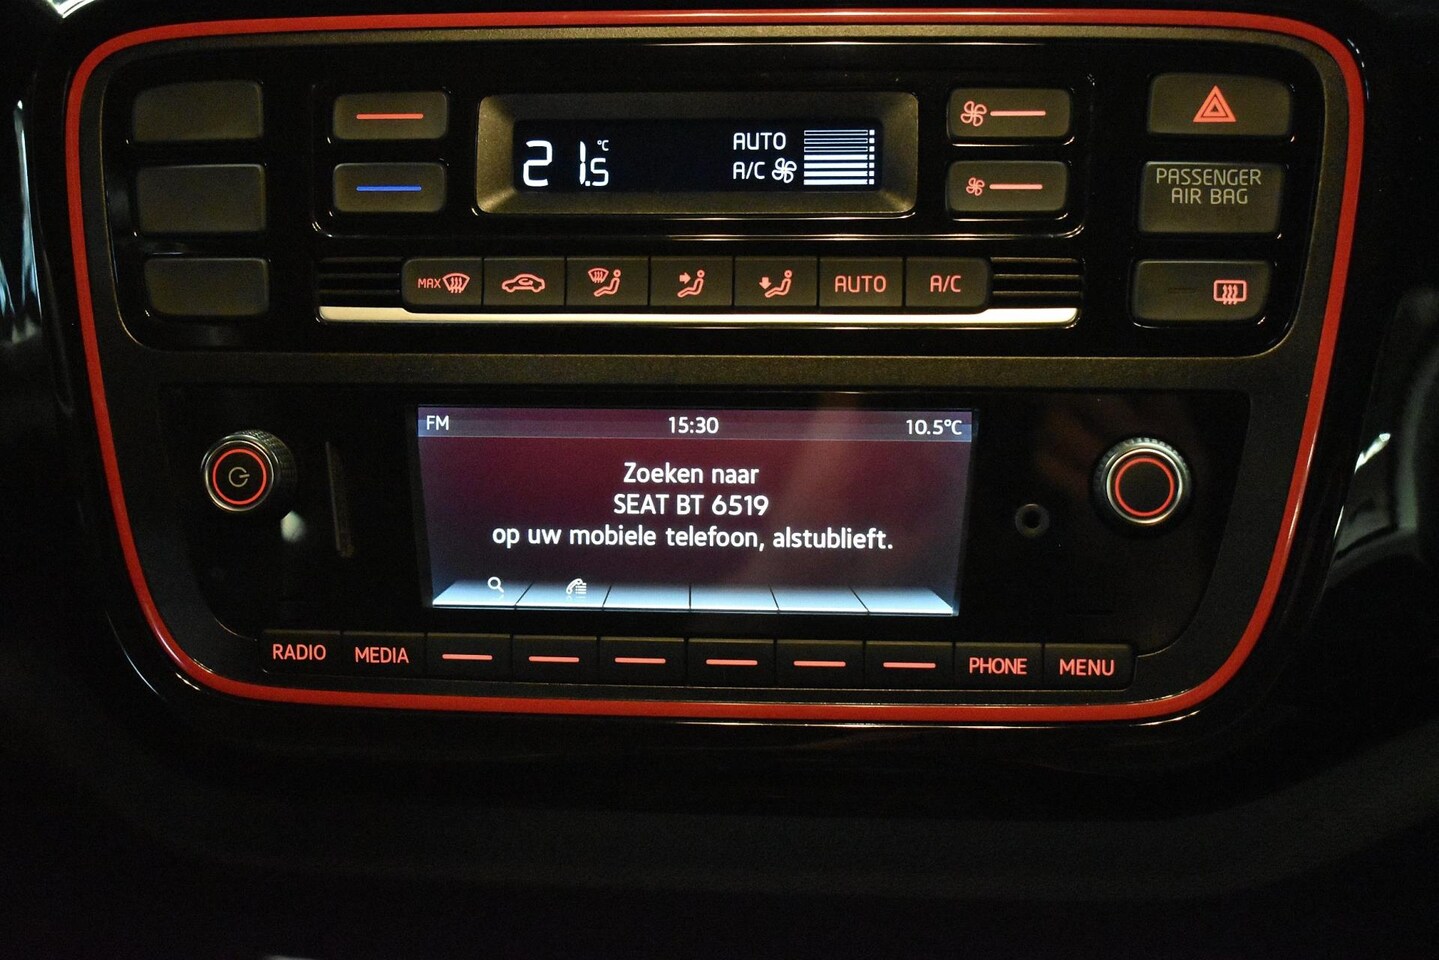 21.5 °C
AUTO
A/C
PASSENGER
AIR BAG
MAX
AUTO
A/C
FM 15:30 10.5°C
Zoeken naar
SEAT BT 6519
op uw mobiele telefoon, alstublieft.
RADIO MEDIA PHONE MENU